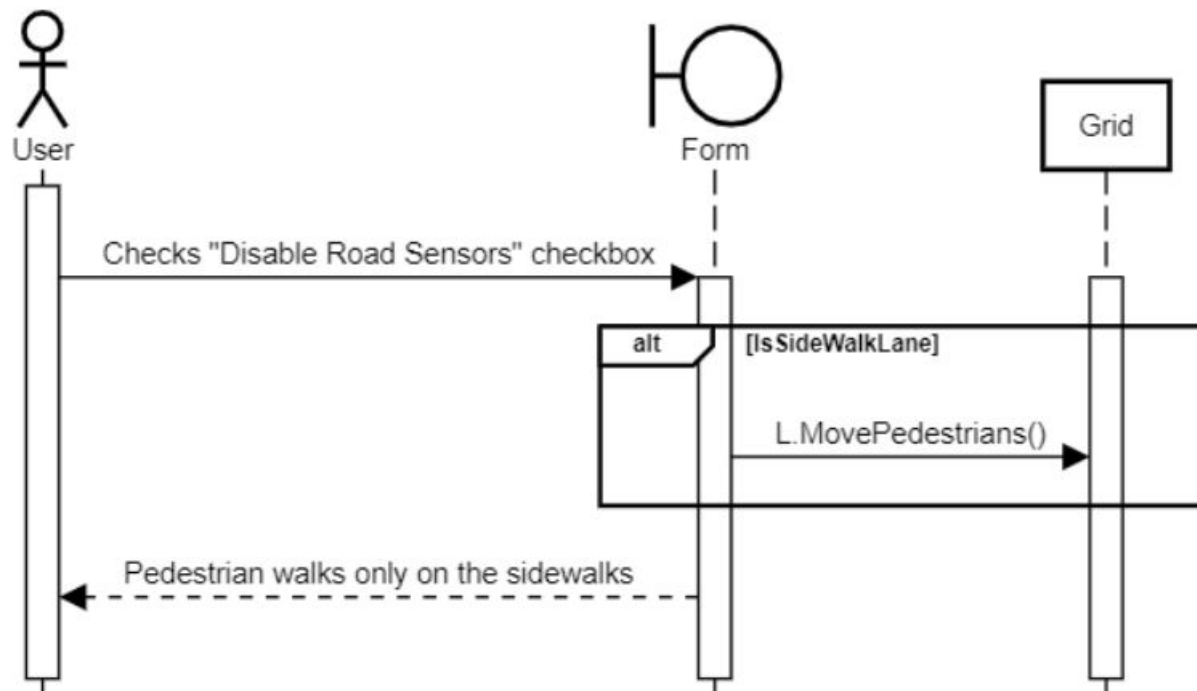 User
Form
Grid
Checks "Disable Road Sensors" checkbox
alt
[IsSideWalkLane]
L.MovePedestrians()
Pedestrian walks only on the sidewalks